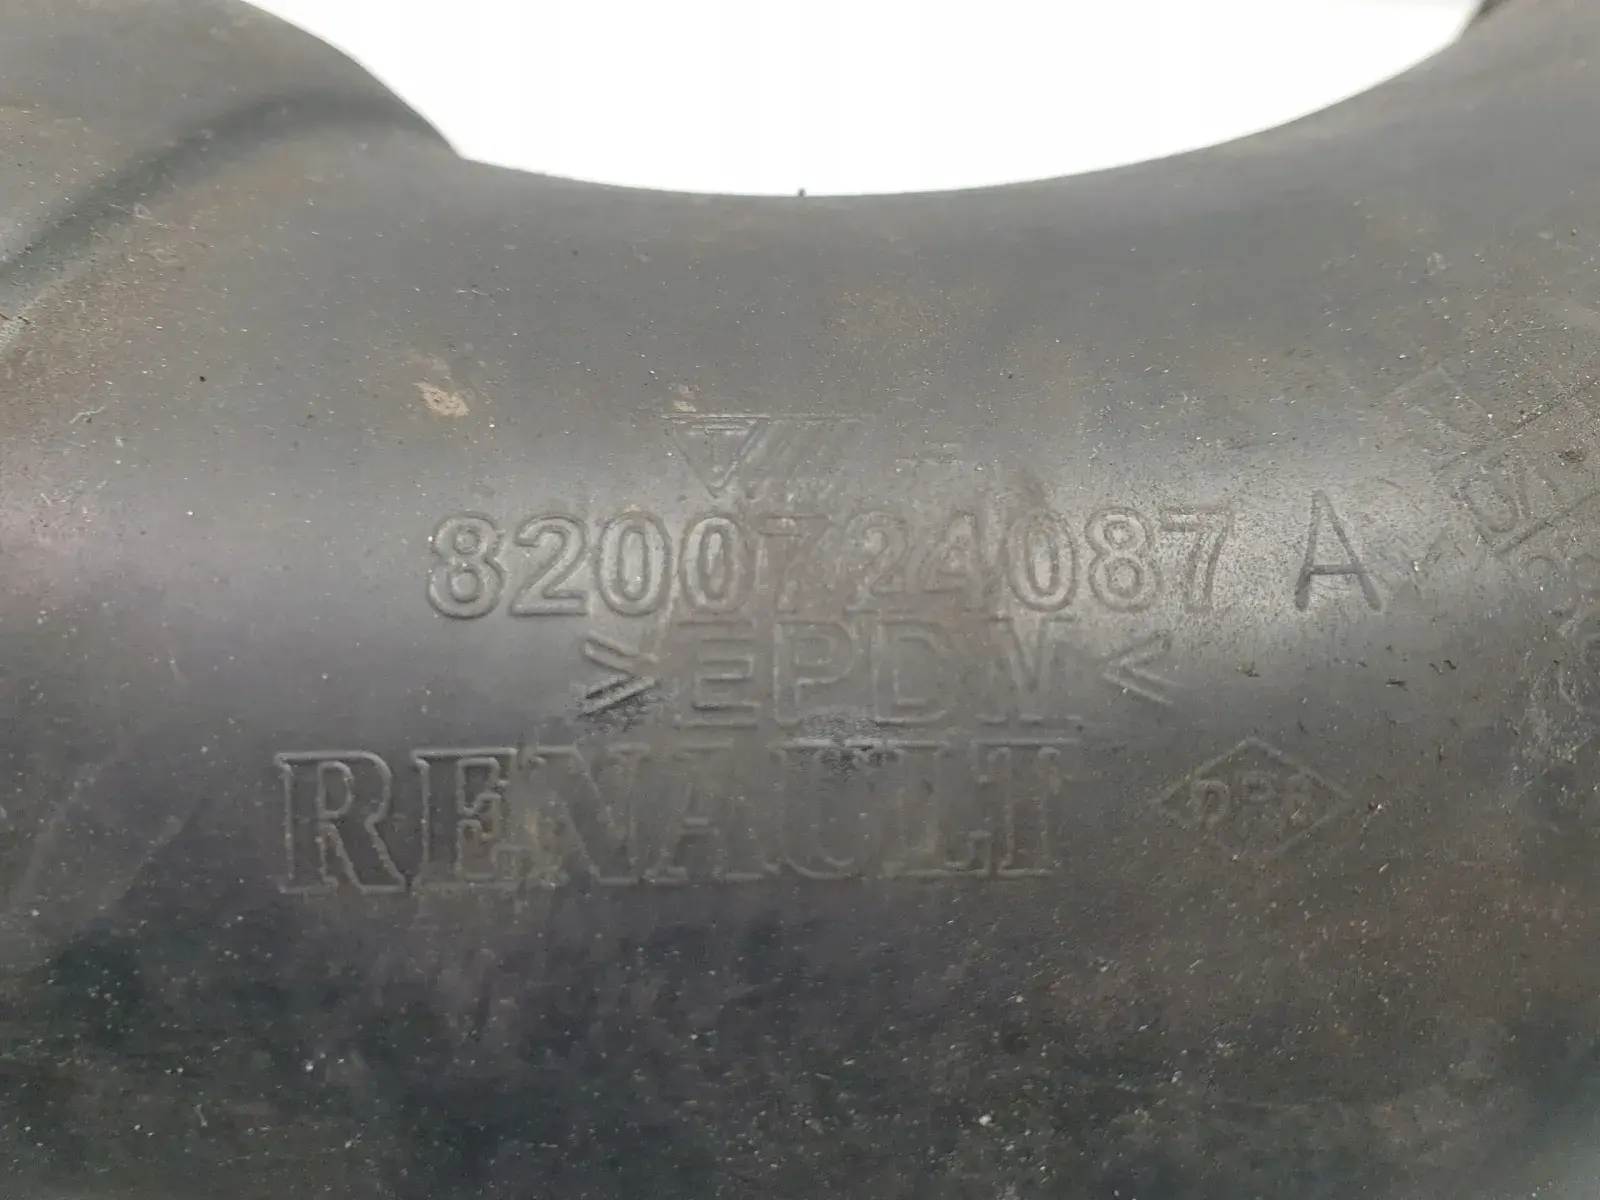 8200724087 A
>EPDM<
RENAULT